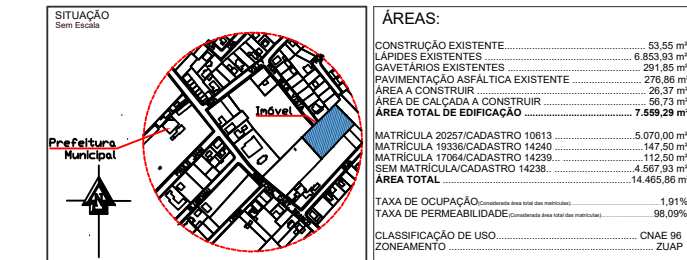 SITUAÇÃO
Sem Escala
Imóvel
Prefeitura
Municipal
N
ÁREAS:
CONSTRUÇÃO EXISTENTE........................................ 53,55 m²
LÁPIDES EXISTENTES ........................................ 6.853,93 m²
GAVETÁRIOS EXISTENTES ........................................ 291,85 m²
PAVIMENTAÇÃO ASFÁLTICA EXISTENTE ...................... 276,86 m²
ÁREA A CONSTRUIR ........................................ 26,37 m²
ÁREA DE CALÇADA A CONSTRUIR .............................. 56,73 m²
ÁREA TOTAL DE EDIFICAÇÃO ................................ 7.559,29 m²
MATRÍCULA 20257/CADASTRO 10613 ..........................5.070,00 m²
MATRÍCULA 19336/CADASTRO 14240 ..........................147,50 m²
MATRÍCULA 17064/CADASTRO 14239... .......................112,50 m²
SEM MATRÍCULA/CADASTRO 14238.. ..........................4.567,93 m²
ÁREA TOTAL ........................................14.465,86 m²
TAXA DE OCUPAÇÃO(Considerada área total das matrículas)........................1,91%
TAXA DE PERMEABILIDADE(Considerada área total das matrículas)........................ 98,09%
CLASSIFICAÇÃO DE USO........................................ CNAE 96
ZONEAMENTO ........................................ ZUAP